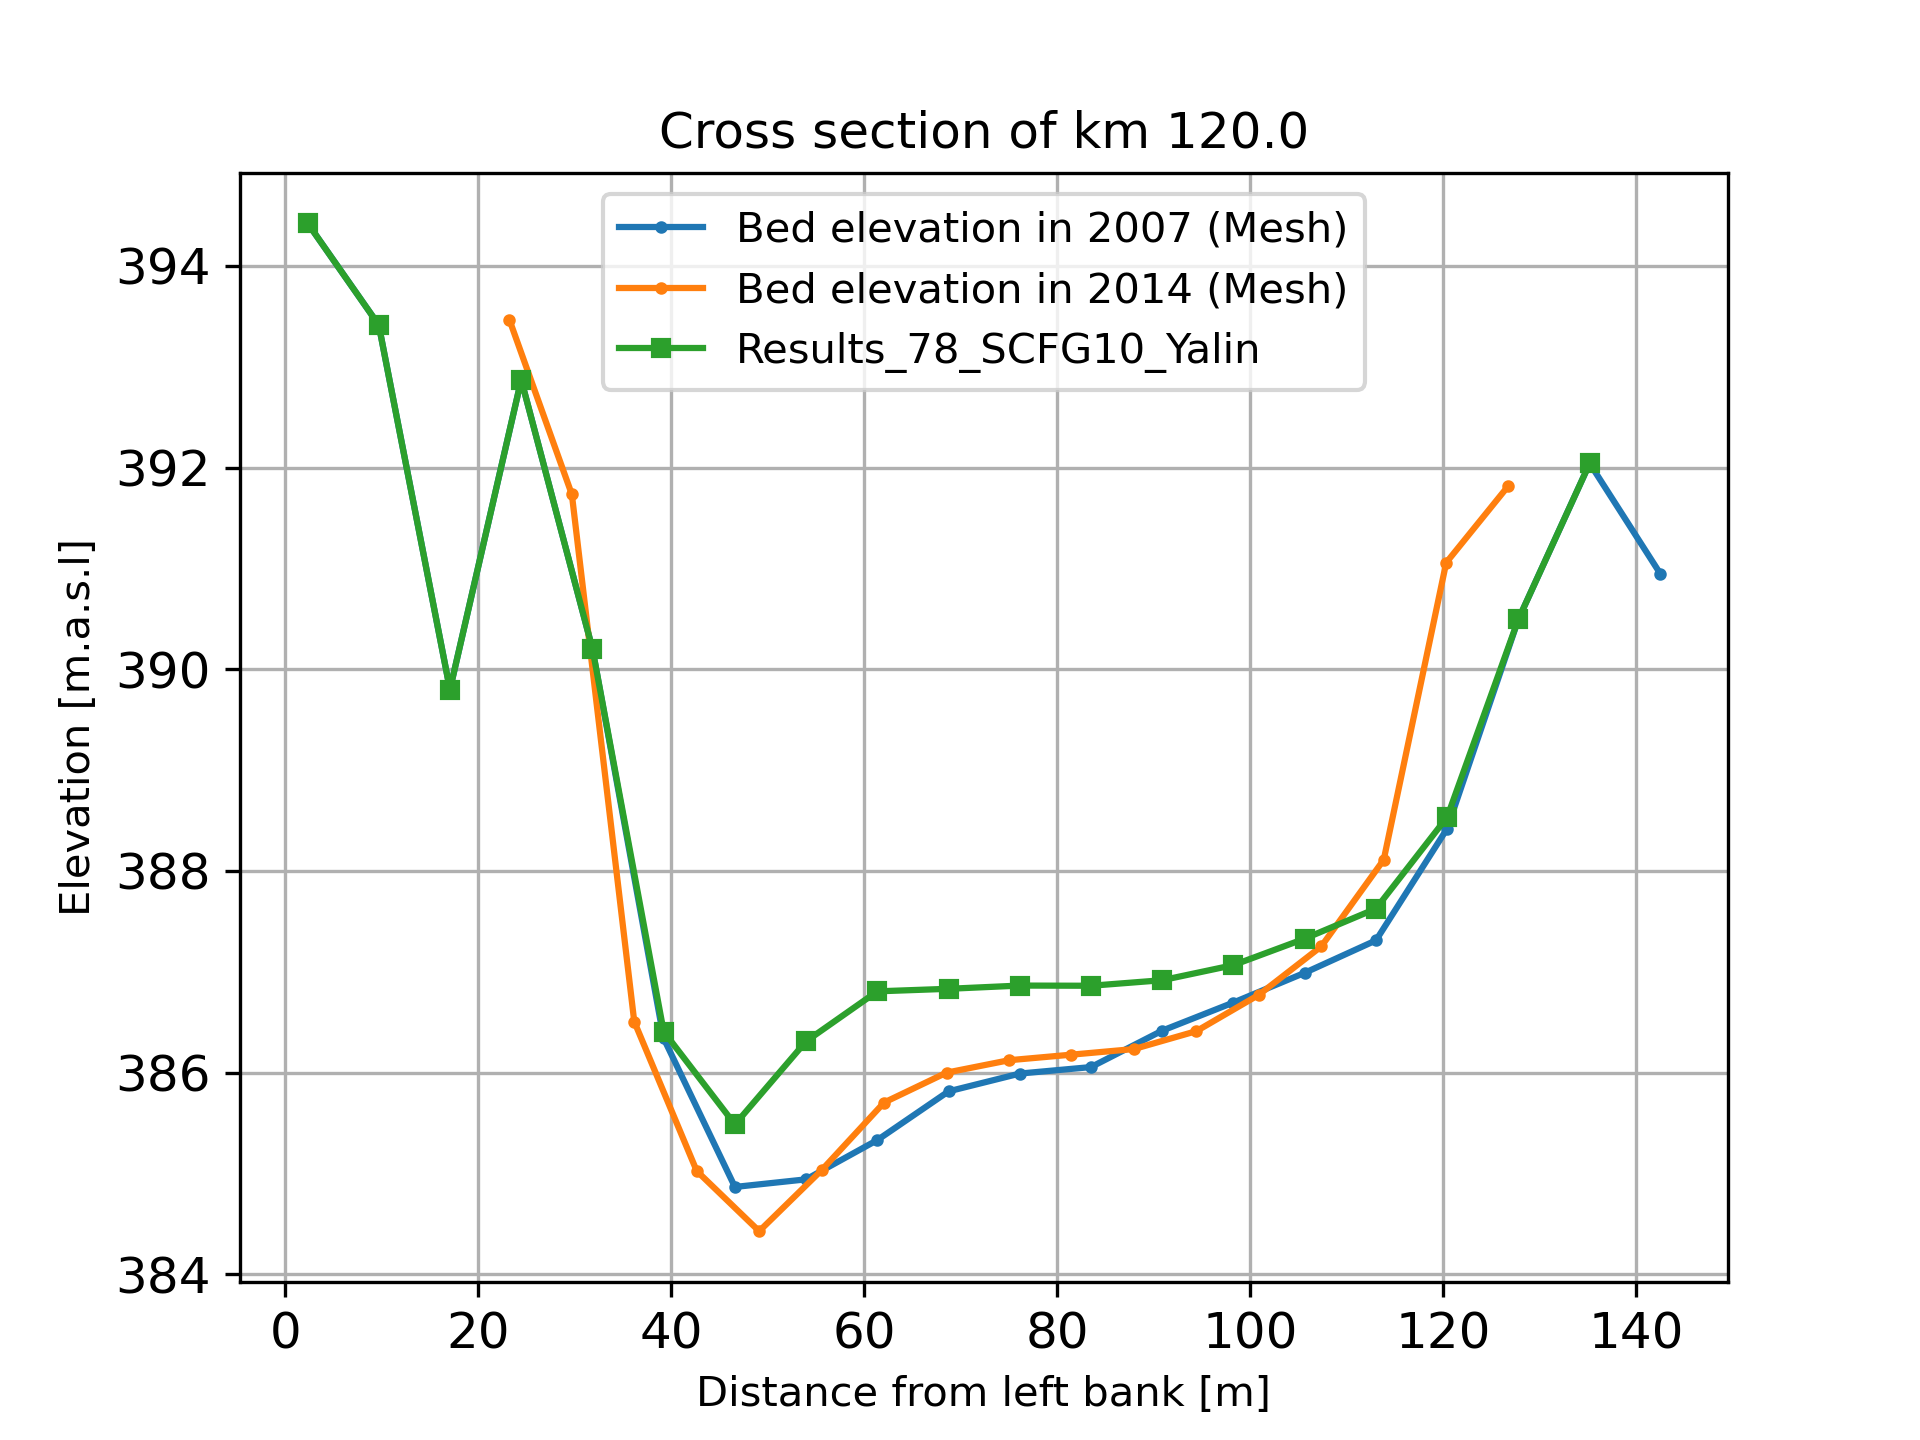 Cross section of km 120.0
Bed elevation in 2007 (Mesh)
Bed elevation in 2014 (Mesh)
Results_78_SCFG10_Yalin
Elevation [m.a.s.l]
394
392
390
388
386
384
0 20 40 60 80 100 120 140
Distance from left bank [m]